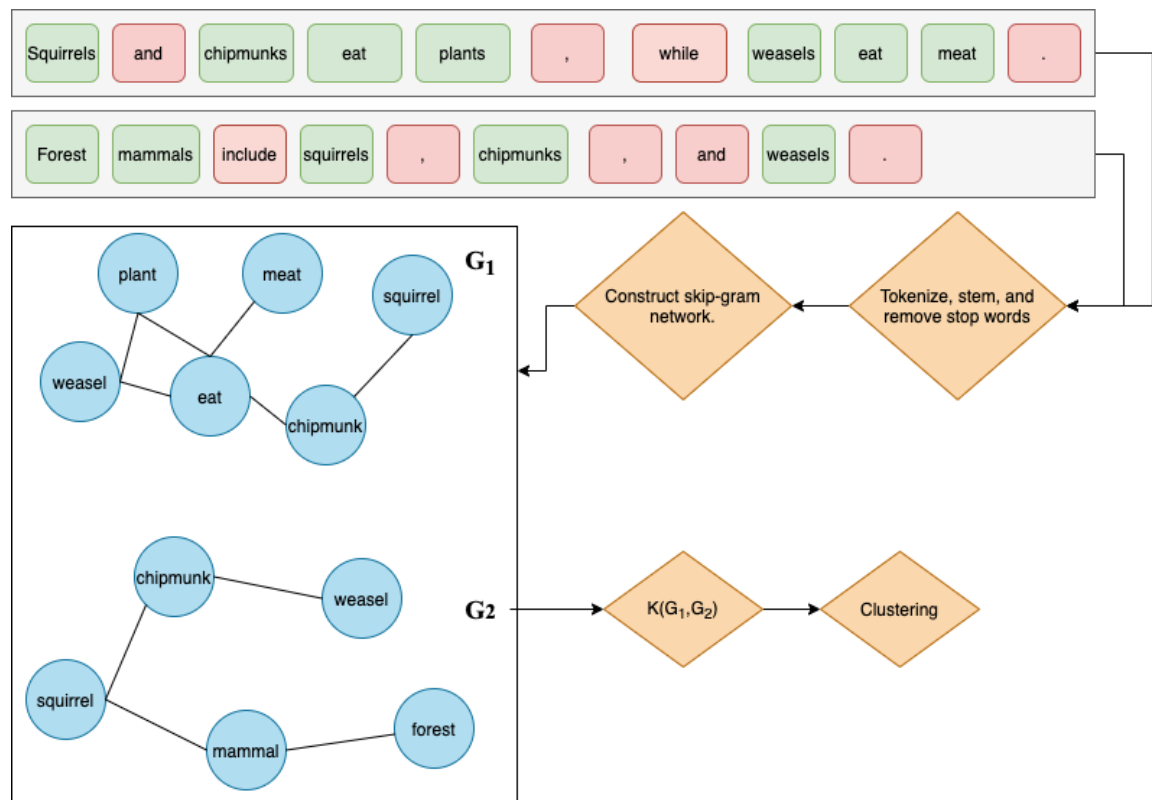 Squirrels and chipmunks eat plants , while weasels eat meat .
Forest mammals include squirrels , chipmunks , and weasels .
G1
plant
meat
squirrel
weasel
eat
chipmunk
Construct skip-gram
network.
Tokenize, stem, and
remove stop words
chipmunk
weasel
G2
squirrel
mammal
forest
K(G1,G2)
Clustering